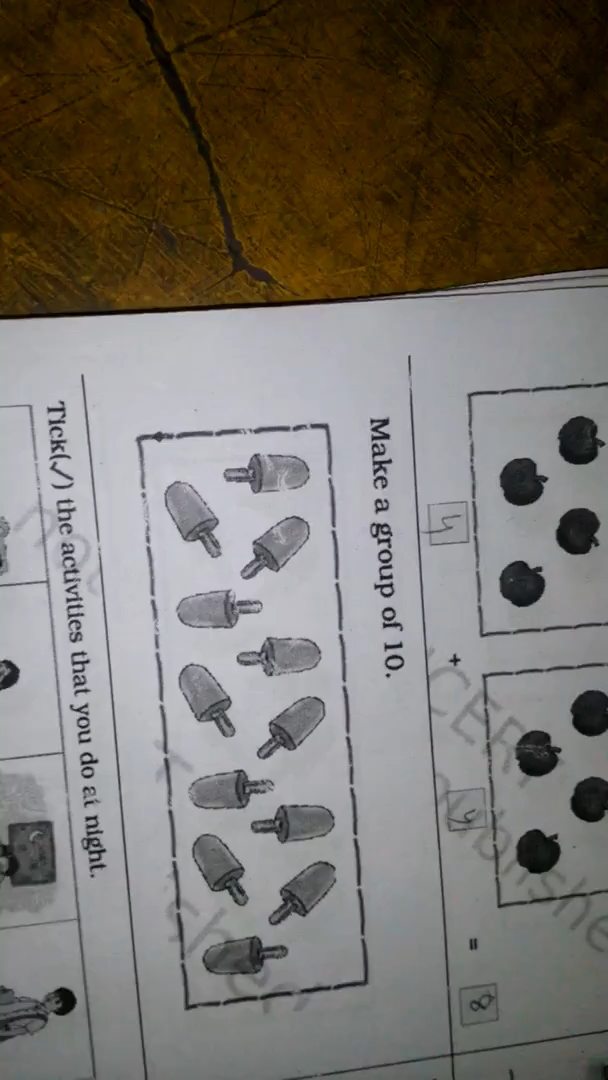 4 + 4 = 8
Make a group of 10.
Tick(✓) the activities that you do at night.